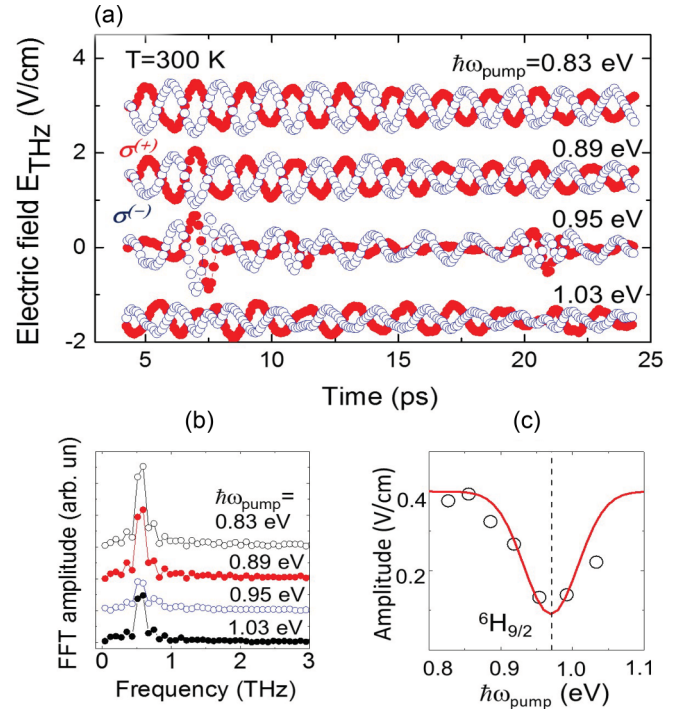 (a)
T=300 K
ℏω_pump=0.83 eV
σ^(+)
0.89 eV
σ^(-)
0.95 eV
1.03 eV
Electric field E_THz (V/cm)
4
2
0
-2
5 10 15 20 25
Time (ps)
(b)
ℏω_pump=
0.83 eV
0.89 eV
0.95 eV
1.03 eV
FFT amplitude (arb. un)
0 1 2 3
Frequency (THz)
(c)
Amplitude (V/cm)
0.4
0.2
⁶H_9/2
0.8 0.9 1.0 1.1
ℏω_pump (eV)